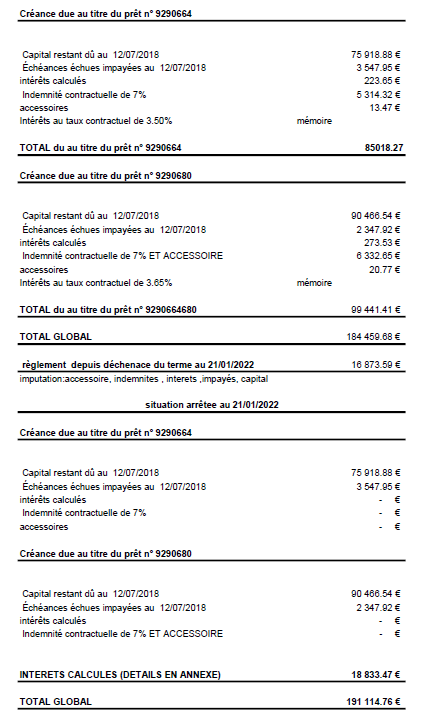 Créance due au titre du prêt n° 9290664
Capital restant dû au 12/07/2018 75 918.88 €
Échéances échues impayées au 12/07/2018 3 547.95 €
intérêts calculés 223.65 €
Indemnité contractuelle de 7% 5 314.32 €
accessoires 13.47 €
Intérêts au taux contractuel de 3.50% mémoire
TOTAL du au titre du prêt n° 9290664 85018.27
Créance due au titre du prêt n° 9290680
Capital restant dû au 12/07/2018 90 466.54 €
Échéances échues impayées au 12/07/2018 2 347.92 €
intérêts calculés 273.53 €
Indemnité contractuelle de 7% ET ACCESSOIRE 6 332.65 €
accessoires 20.77 €
Intérêts au taux contractuel de 3.65% mémoire
TOTAL du au titre du prêt n° 9290664680 99 441.41 €
TOTAL GLOBAL 184 459.68 €
règlement depuis déchenace du terme au 21/01/2022 16 873.59 €
imputation:accessoire, indemnites , interets ,impayés, capital
situation arrêtee au 21/01/2022
Créance due au titre du prêt n° 9290664
Capital restant dû au 12/07/2018 75 918.88 €
Échéances échues impayées au 12/07/2018 3 547.95 €
intérêts calculés - €
Indemnité contractuelle de 7% - €
accessoires - €
Créance due au titre du prêt n° 9290680
Capital restant dû au 12/07/2018 90 466.54 €
Échéances échues impayées au 12/07/2018 2 347.92 €
intérêts calculés - €
Indemnité contractuelle de 7% ET ACCESSOIRE - €
INTERETS CALCULES (DETAILS EN ANNEXE) 18 833.47 €
TOTAL GLOBAL 191 114.76 €